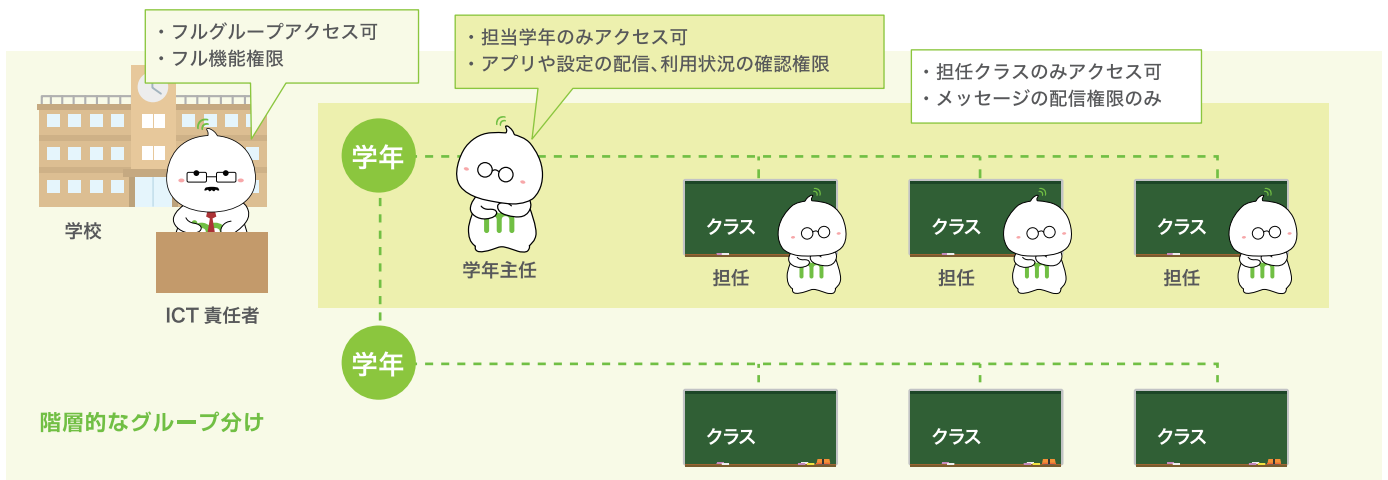 ・フルグループアクセス可
・フル機能権限
・担当学年のみアクセス可
・アプリや設定の配信、利用状況の確認権限
・担任クラスのみアクセス可
・メッセージの配信権限のみ
学校
ICT 責任者
学年
学年主任
クラス
担任
クラス
担任
クラス
担任
学年
クラス
クラス
クラス
階層的なグループ分け